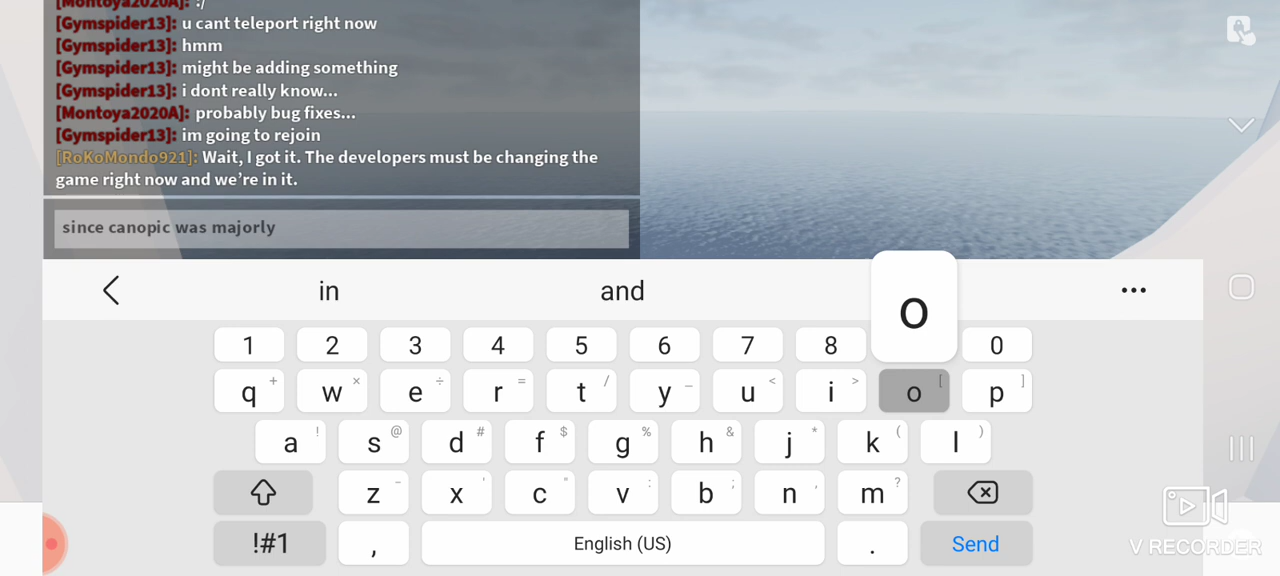 [Montoya2020A]: :/
[Gymspider13]: u cant teleport right now
[Gymspider13]: hmm
[Gymspider13]: might be adding something
[Gymspider13]: i dont really know...
[Montoya2020A]: probably bug fixes...
[Gymspider13]: im going to rejoin
[RoKoMondo921]: Wait, I got it. The developers must be changing the
game right now and we're in it.
since canopic was majorly
in and o •••
1 2 3 4 5 6 7 8 0
q + w × e ÷ r = t / y _ u < i > o [ p ]
a ! s @ d # f $ g % h & j * k ( l )
z - x ' c " v : b ; n , m ?
!#1 , English (US) . Send
V RECORDER